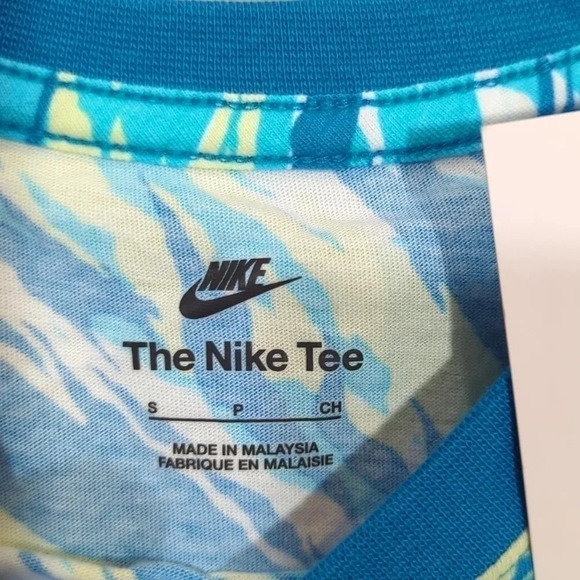 NIKE
The Nike Tee
S P CH
MADE IN MALAYSIA
FABRIQUE EN MALAISIE